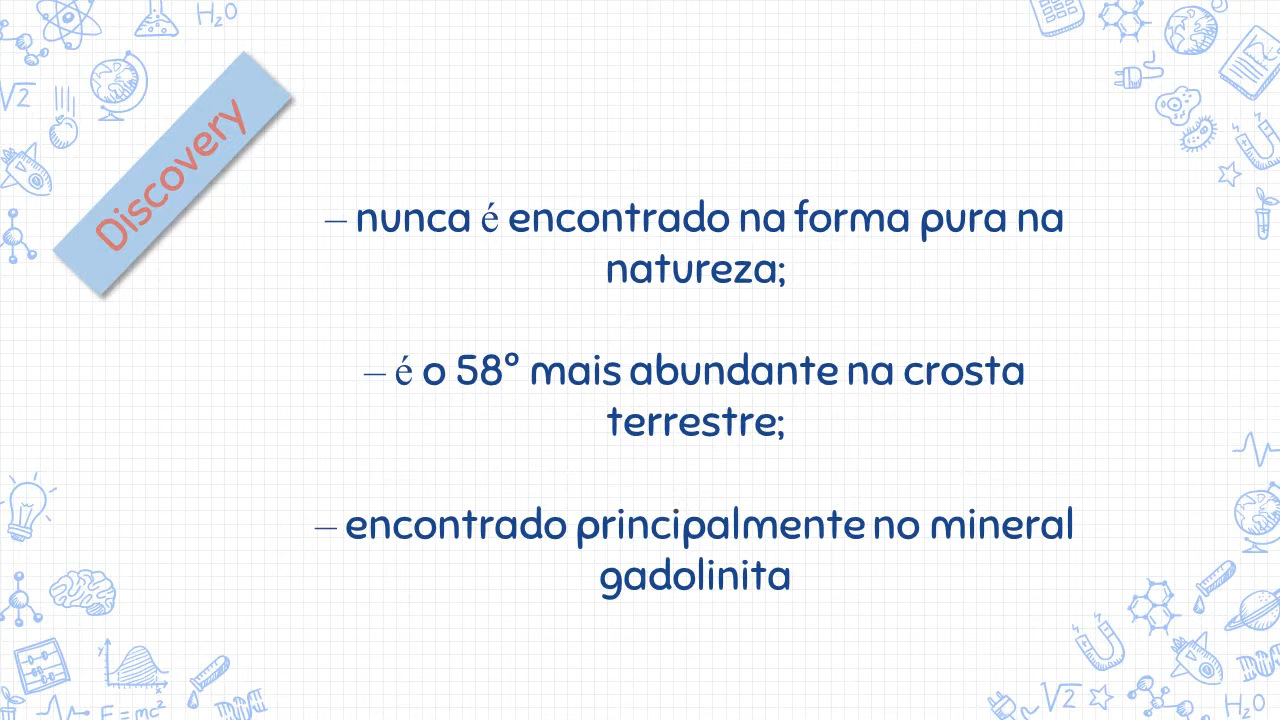 H2O
√2
Discovery
– nunca é encontrado na forma pura na
natureza;
– é o 58° mais abundante na crosta
terrestre;
– encontrado principalmente no mineral
gadolinita
y
x
E=mc²
√2
H2O